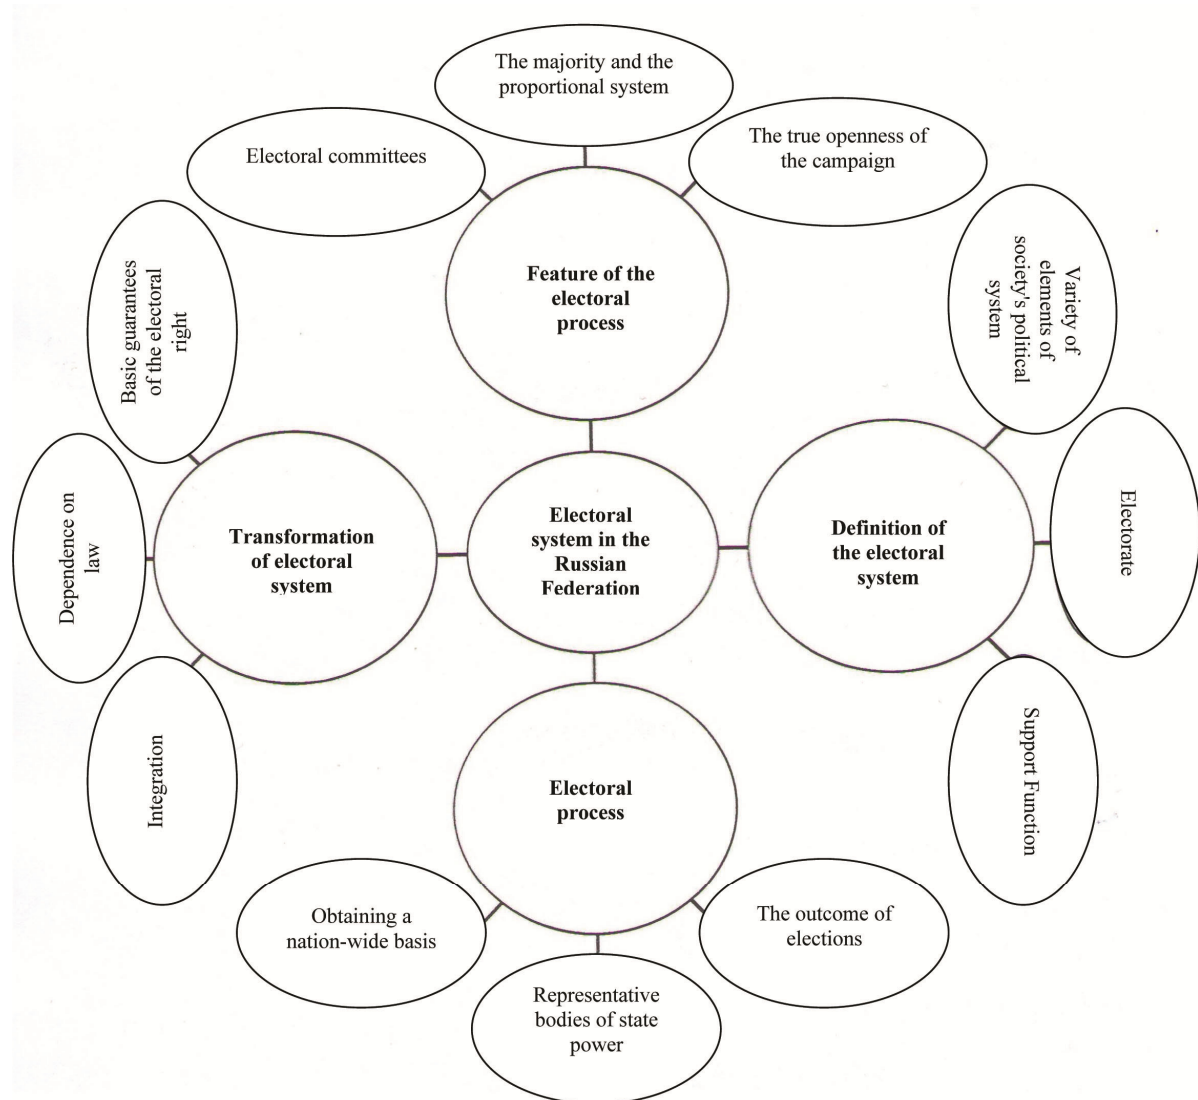 The majority and the
proportional system
Electoral committees
The true openness of
the campaign
Feature of the
electoral
process
Basic guarantees
of the electoral
right
Variety of
elements of
society's political
system
Dependence on
law
Transformation
of electoral
system
Electoral
system in the
Russian
Federation
Definition of
the electoral
system
Electorate
Integration
Electoral
process
Support Function
Obtaining a
nation-wide basis
Representative
bodies of state
power
The outcome of
elections